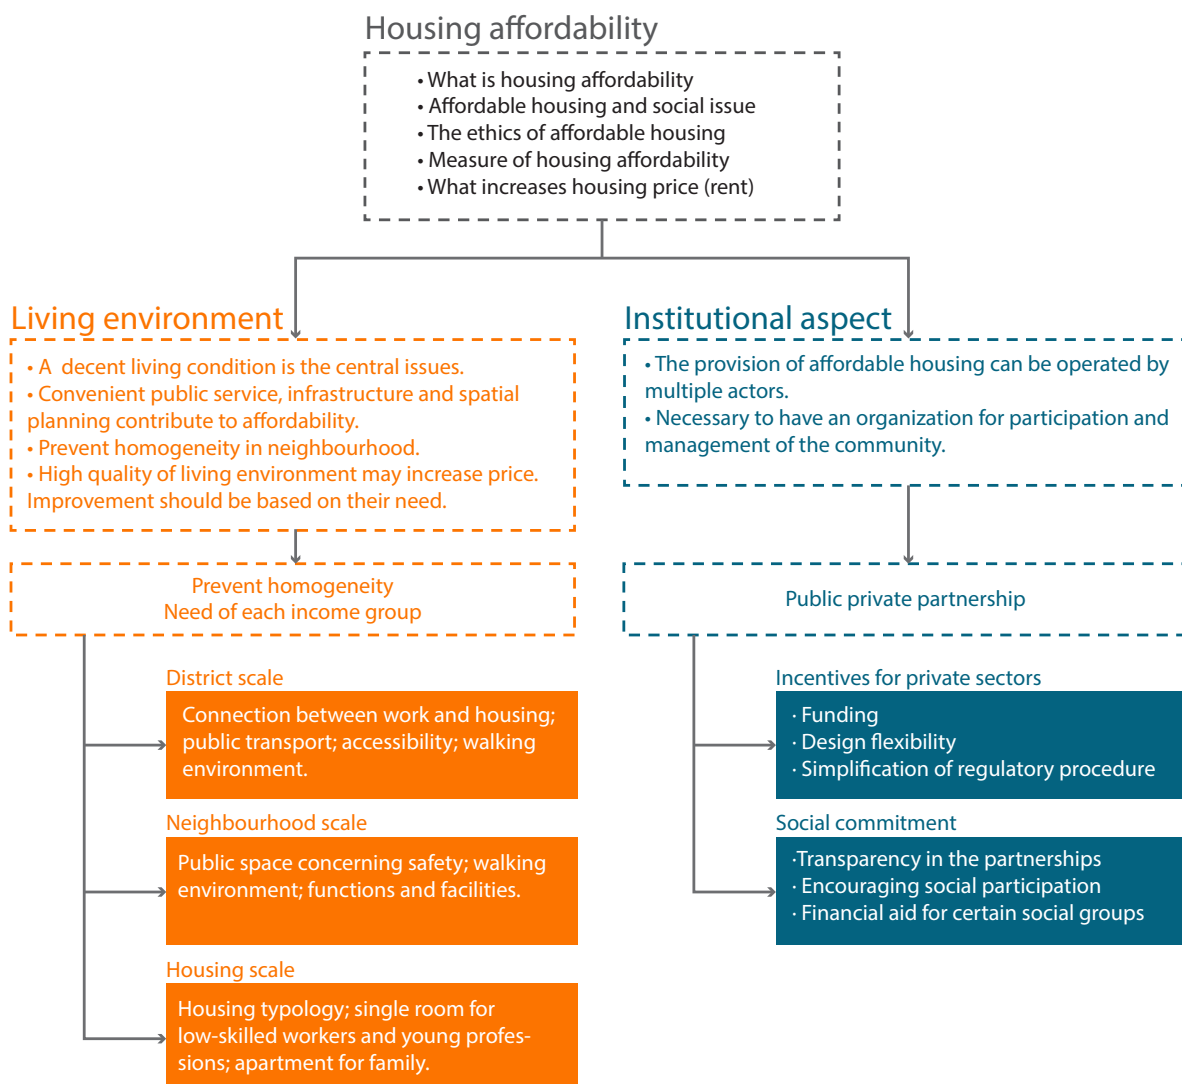 Housing affordability
• What is housing affordability
• Affordable housing and social issue
• The ethics of affordable housing
• Measure of housing affordability
• What increases housing price (rent)
Living environment
• A  decent living condition is the central issues.
• Convenient public service, infrastructure and spatial
planning contribute to affordability.
• Prevent homogeneity in neighbourhood.
• High quality of living environment may increase price.
Improvement should be based on their need.
Prevent homogeneity
Need of each income group
District scale
Connection between work and housing;
public transport; accessibility; walking
environment.
Neighbourhood scale
Public space concerning safety; walking
environment; functions and facilities.
Housing scale
Housing typology; single room for
low-skilled workers and young profes-
sions; apartment for family.
Institutional aspect
• The provision of affordable housing can be operated by
multiple actors.
• Necessary to have an organization for participation and
management of the community.
Public private partnership
Incentives for private sectors
· Funding
· Design flexibility
· Simplification of regulatory procedure
Social commitment
·Transparency in the partnerships
· Encouraging social participation
· Financial aid for certain social groups